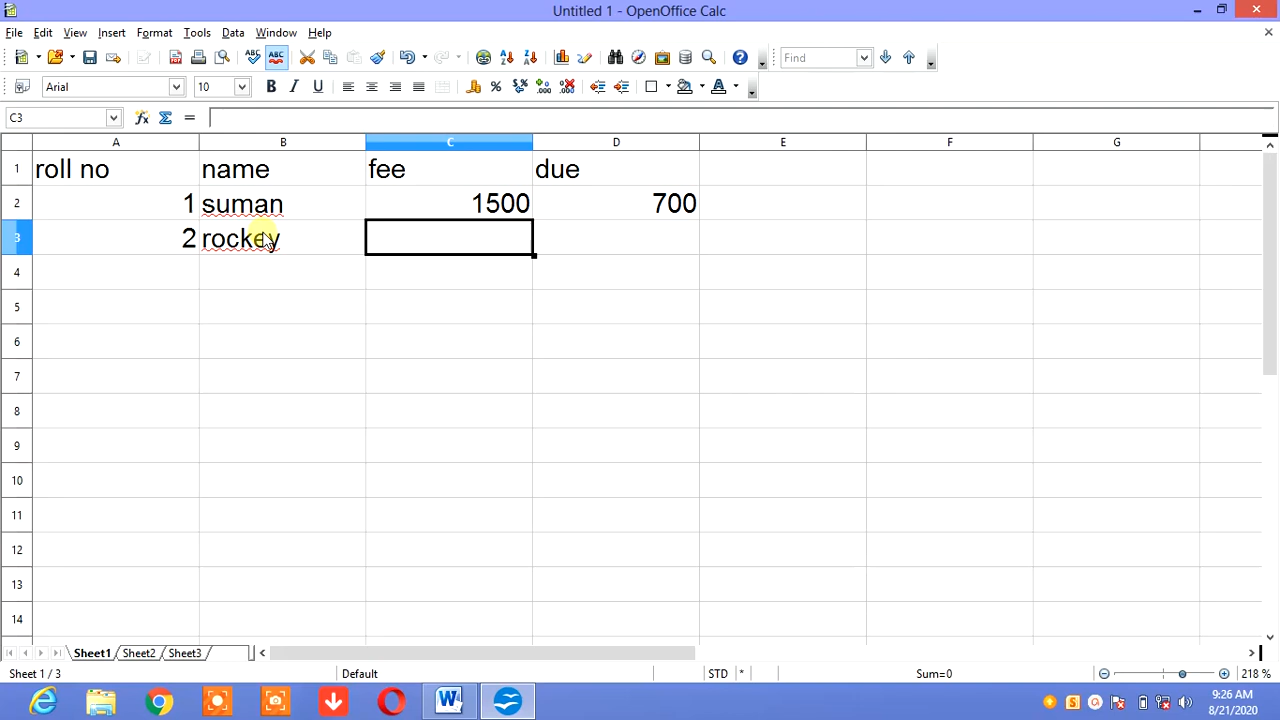 Untitled 1 - OpenOffice Calc
File Edit View Insert Format Tools Data Window Help
ABC ABC Find
Arial 10 B I U
C3
A B C D E F G
1 roll no name fee due
2 1 suman 1500 700
3 2 rockey
4
5
6
7
8
9
10
11
12
13
14
Sheet1 Sheet2 Sheet3
Sheet 1 / 3 Default STD * Sum=0 218 %
9:26 AM
8/21/2020